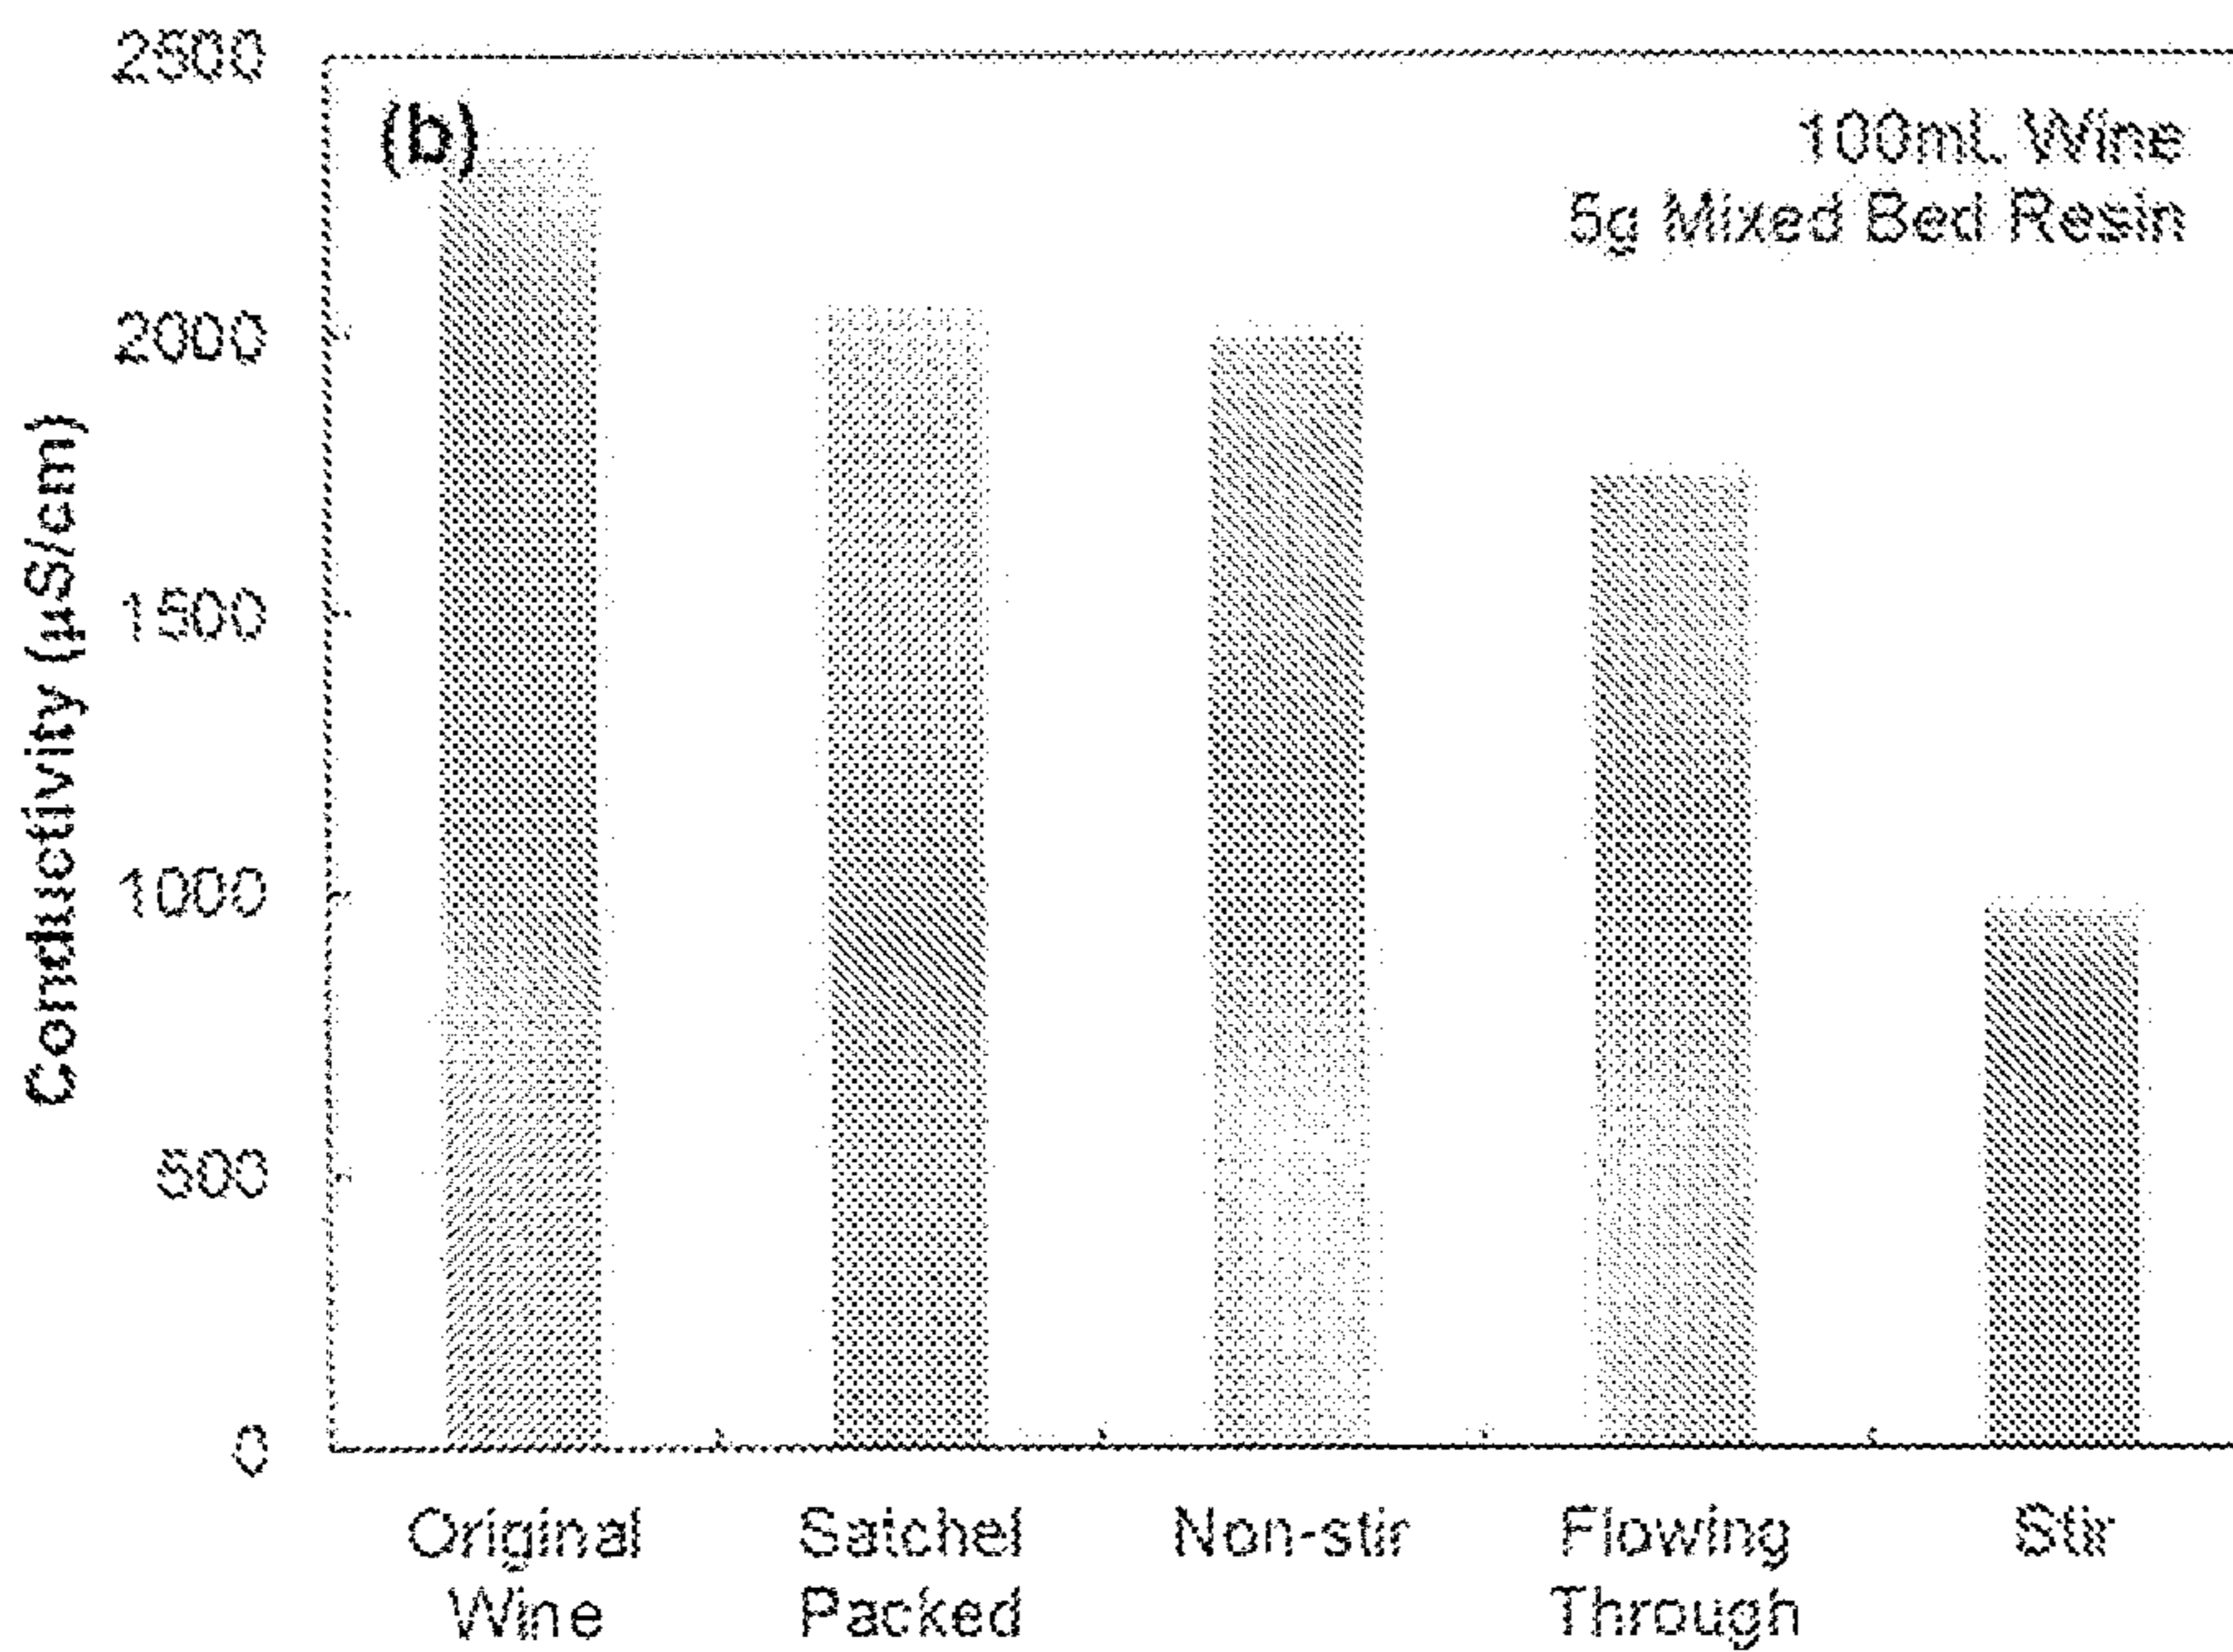 2500
(b)
100mL Wine
5g Mixed Bed Resin
2000
1500
1000
500
0
Conductivity (µS/cm)
Original
Wine
Satchel
Packed
Non-stir
Flowing
Through
Stir